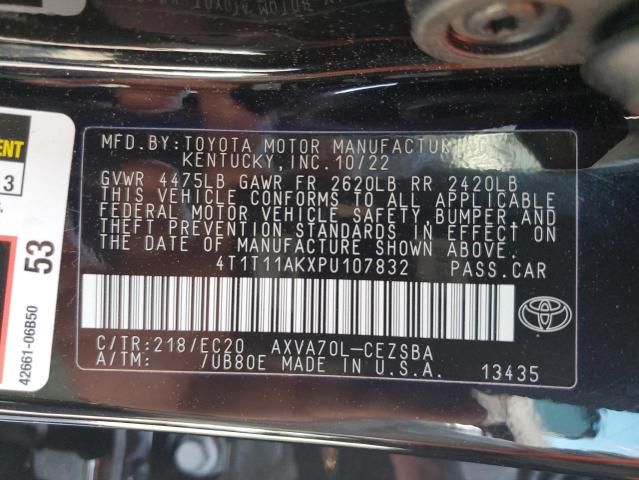 MFD. BY: TOYOTA MOTOR MANUFACTURING
KENTUCKY, INC. 10/22
GVWR 4475LB GAWR FR 2620LB RR 2420LB
THIS VEHICLE CONFORMS TO ALL APPLICABLE
FEDERAL MOTOR VEHICLE SAFETY, BUMPER, AND
THEFT PREVENTION STANDARDS IN EFFECT
ON THE DATE OF MANUFACTURE SHOWN ABOVE.
4T1T11AKXPU107832 PASS.CAR
C/TR: 218/EC20 AXVA70L-CEZSBA
A/TM: /UB80E MADE IN U.S.A. 13435
53
42661-06B50